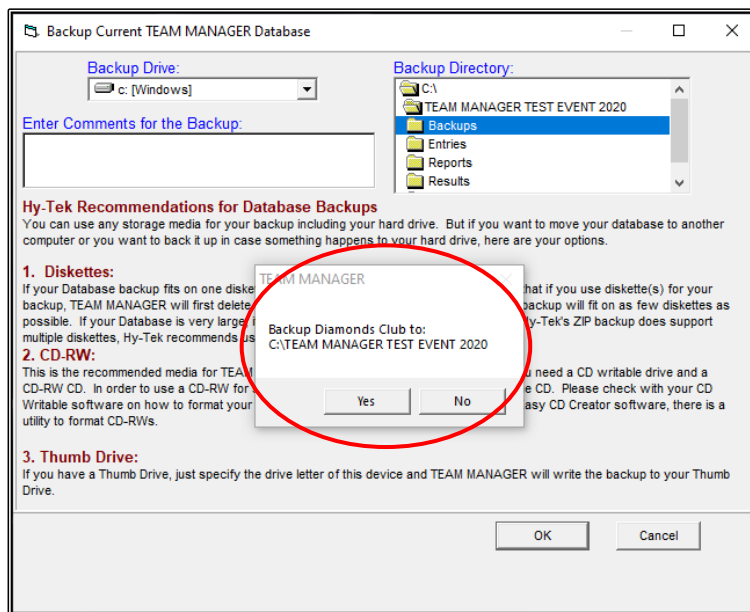 Backup Current TEAM MANAGER Database
Backup Drive:
c: [Windows]
Backup Directory:
C:\
TEAM MANAGER TEST EVENT 2020
Backups
Entries
Reports
Results
Enter Comments for the Backup:
Hy-Tek Recommendations for Database Backups
You can use any storage media for your backup including your hard drive. But if you want to move your database to another
computer or you want to back it up in case something happens to your hard drive, here are your options.
1. Diskettes:
If your Database backup fits on one diske that if you use diskette(s) for your
backup, TEAM MANAGER will first delete backup will fit on as few diskettes as
possible. If your Database is very large, y-Tek's ZIP backup does support
multiple diskettes, Hy-Tek recommends us
2. CD-RW:
This is the recommended media for TEAM need a CD writable drive and a
CD-RW CD. In order to use a CD-RW for e CD. Please check with your CD
Writable software on how to format your asy CD Creator software, there is a
utility to format CD-RWs.
3. Thumb Drive:
If you have a Thumb Drive, just specify the drive letter of this device and TEAM MANAGER will write the backup to your Thumb
Drive.
TEAM MANAGER
Backup Diamonds Club to:
C:\TEAM MANAGER TEST EVENT 2020
Yes
No
OK
Cancel